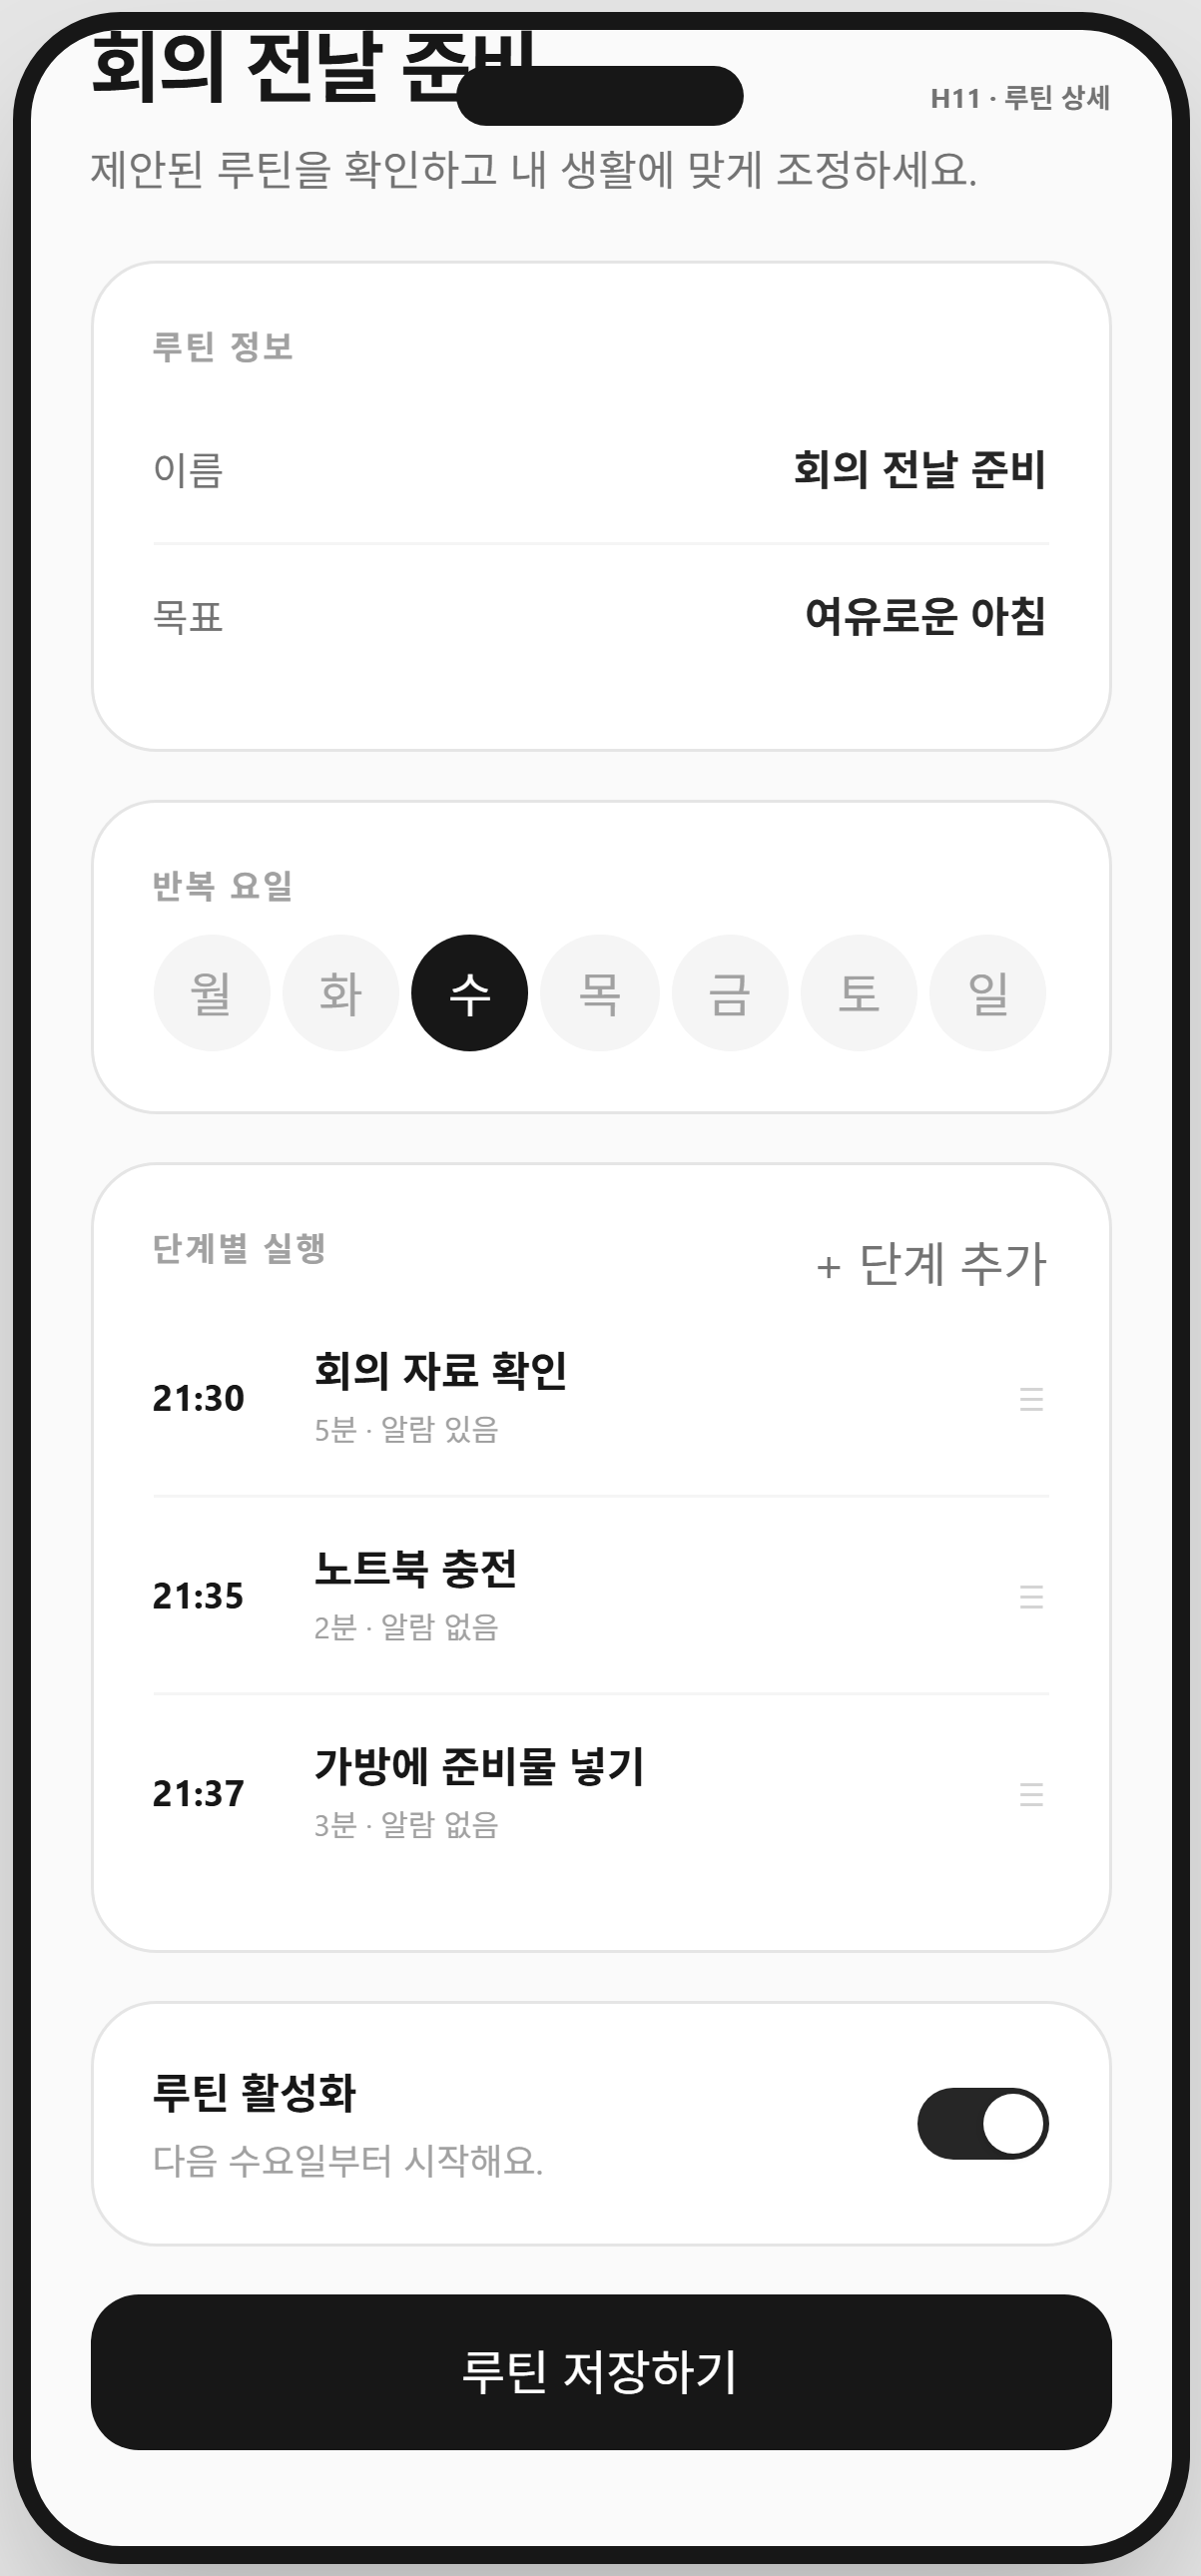 회의 전날 준비
H11 · 루틴 상세
제안된 루틴을 확인하고 내 생활에 맞게 조정하세요.
루틴 정보
이름 회의 전날 준비
목표 여유로운 아침
반복 요일
월 화 수 목 금 토 일
단계별 실행 + 단계 추가
21:30 회의 자료 확인
5분 · 알람 있음
21:35 노트북 충전
2분 · 알람 없음
21:37 가방에 준비물 넣기
3분 · 알람 없음
루틴 활성화
다음 수요일부터 시작해요.
루틴 저장하기